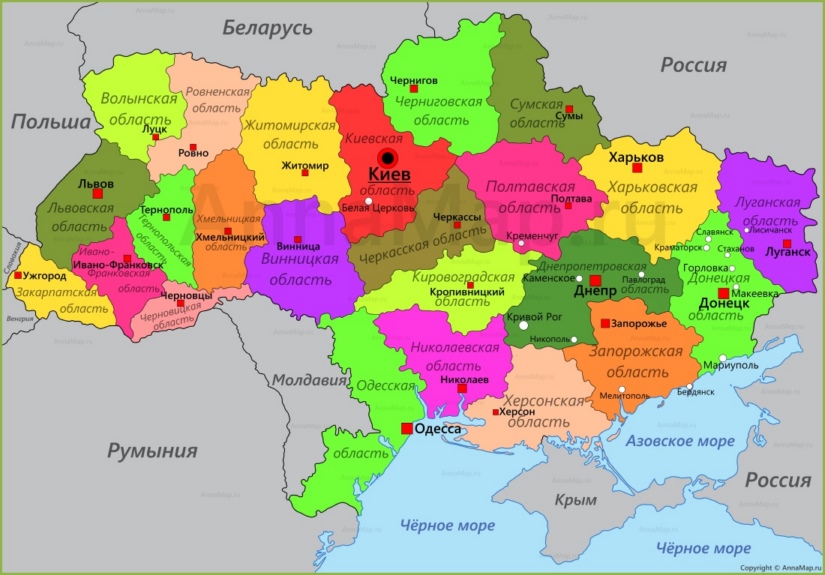 Беларусь
Россия
Польша
Чернигов
Черниговская
область
Сумская
область
Сумы
Волынская
область
Луцк
Ровненская
область
Ровно
Житомирская
область
Житомир
Киевская
Киев
область
Белая Церковь
Харьков
Харьковская
область
Полтавская
область
Полтава
Кременчуг
Луганская
область
Лисичанск
Луганск
Львов
Львовская
область
Тернополь
Тернопольская
область
Хмельницкая
Хмельницкий
область
Винница
Винницкая
область
Черкассы
Черкасская область
Славянск
Краматорск
Стаханов
Горловка
Донецкая
Макеевка
Донецк
область
Мариуполь
Ивано-
Ивано-Франковск
Франковская
область
Словакия
Ужгород
Закарпатская
область
Венгрия
Черновцы
Черновицкая
область
Кировоградская
Кропивницкий
область
Днепропетровская
Каменское
Павлоград
область
Днепр
Кривой Рог
Никополь
Запорожье
Запорожская
область
Мелитополь
Бердянск
Николаевская
область
Николаев
Херсонская
Херсон
область
Молдавия
Одесская
Одесса
область
Румыния
Азовское море
Крым
Россия
Чёрное море
Чёрное море
AnnaMap.ru
Copyright © AnnaMap.ru